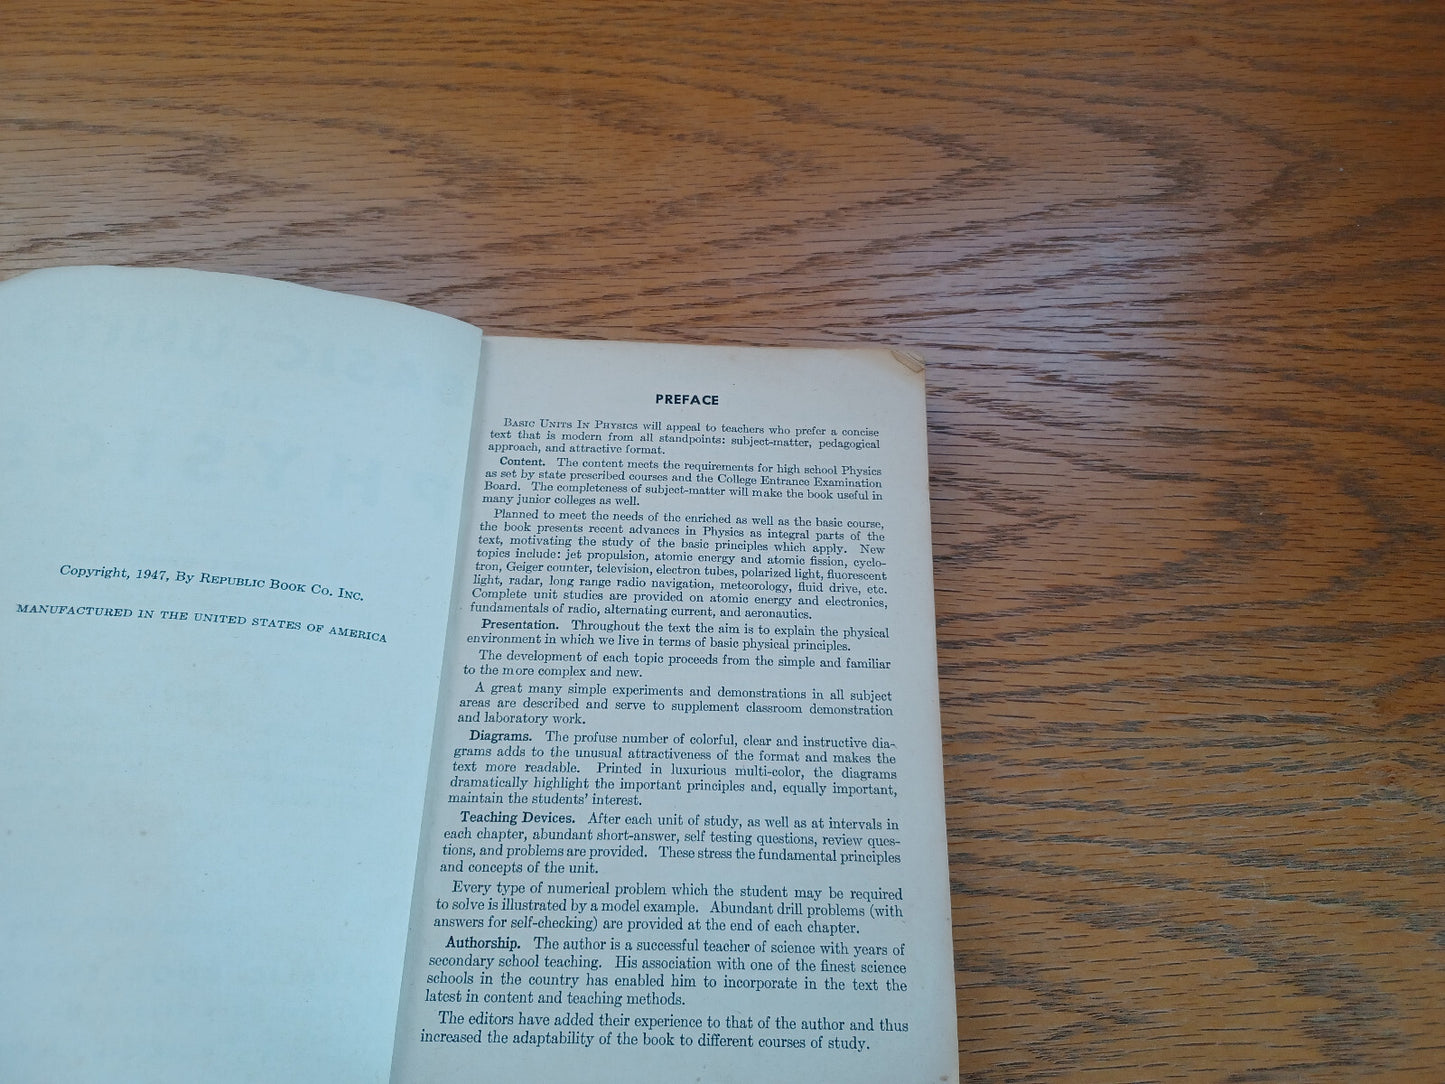 Copyright, 1947, By REPUBLIC BOOK CO. INC.
MANUFACTURED IN THE UNITED STATES OF AMERICA
PREFACE
BASIC UNITS IN PHYSICS will appeal to teachers who prefer a concise
text that is modern from all standpoints: subject-matter, pedagogical
approach, and attractive format.
Content. The content meets the requirements for high school Physics
as set by state prescribed courses and the College Entrance Examination
Board. The completeness of subject-matter will make the book useful in
many junior colleges as well.
Planned to meet the needs of the enriched as well as the basic course,
the book presents recent advances in Physics as integral parts of the
text, motivating the study of the basic principles which apply. New
topics include: jet propulsion, atomic energy and atomic fission, cyclo-
tron, Geiger counter, television, electron tubes, polarized light, fluorescent
light, radar, long range radio navigation, meteorology, fluid drive, etc.
Complete unit studies are provided on atomic energy and electronics,
fundamentals of radio, alternating current, and aeronautics.
Presentation. Throughout the text the aim is to explain the physical
environment in which we live in terms of basic physical principles.
The development of each topic proceeds from the simple and familiar
to the more complex and new.
A great many simple experiments and demonstrations in all subject
areas are described and serve to supplement classroom demonstration
and laboratory work.
Diagrams. The profuse number of colorful, clear and instructive dia-
grams adds to the unusual attractiveness of the format and makes the
text more readable. Printed in luxurious multi-color, the diagrams
dramatically highlight the important principles and, equally important,
maintain the students' interest.
Teaching Devices. After each unit of study, as well as at intervals in
each chapter, abundant short-answer, self testing questions, review ques-
tions, and problems are provided. These stress the fundamental principles
and concepts of the unit.
Every type of numerical problem which the student may be required
to solve is illustrated by a model example. Abundant drill problems (with
answers for self-checking) are provided at the end of each chapter.
Authorship. The author is a successful teacher of science with years of
secondary school teaching. His association with one of the finest science
schools in the country has enabled him to incorporate in the text the
latest in content and teaching methods.
The editors have added their experience to that of the author and thus
increased the adaptability of the book to different courses of study.